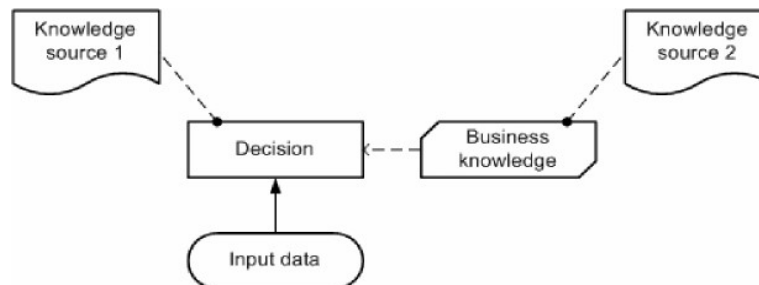 Knowledge
source 1
Knowledge
source 2
Decision
Business
knowledge
Input data